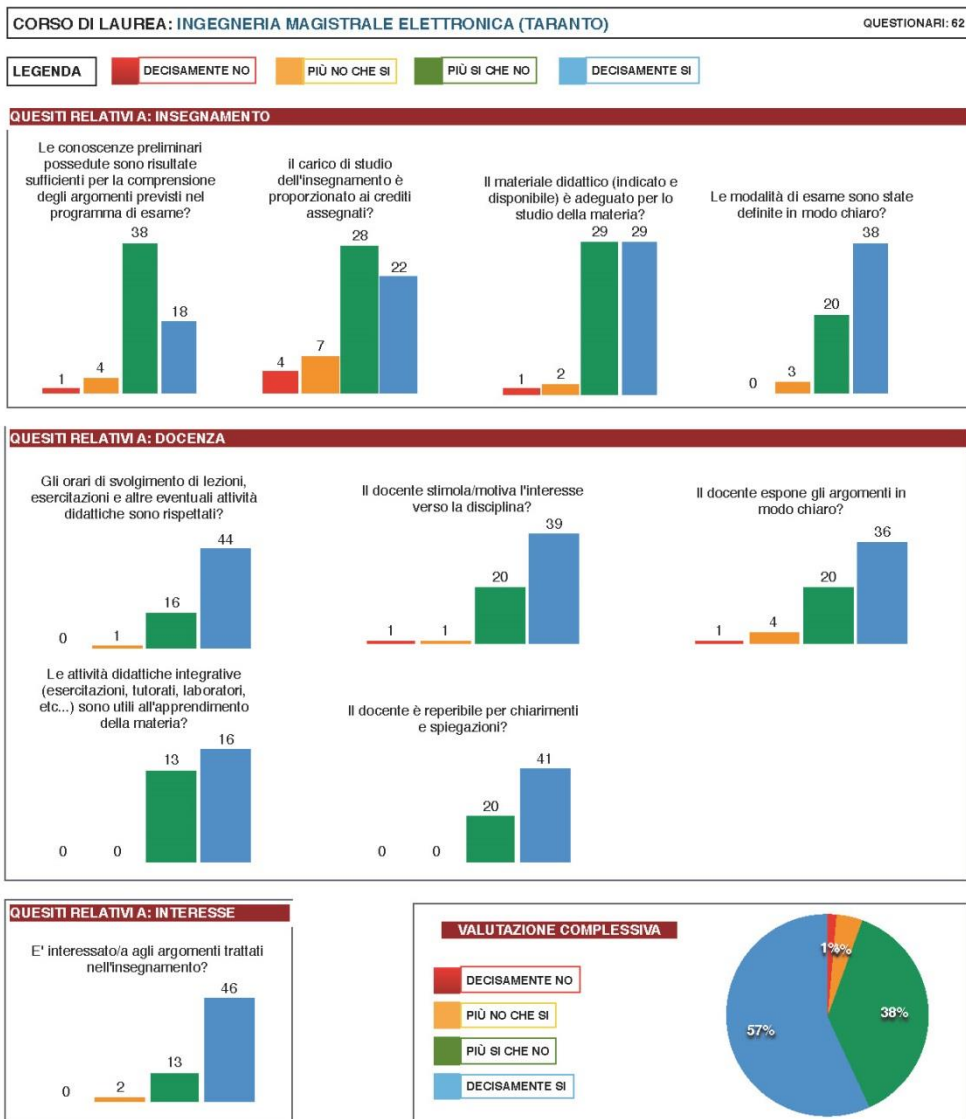 CORSO DI LAUREA: INGEGNERIA MAGISTRALE ELETTRONICA (TARANTO)
QUESTIONARI: 62
LEGENDA
DECISAMENTE NO
PIÙ NO CHE SI
PIÙ SI CHE NO
DECISAMENTE SI
QUESITI RELATIVI A: INSEGNAMENTO
Le conoscenze preliminari
possedute sono risultate
sufficienti per la comprensione
degli argomenti previsti nel
programma di esame?
1
4
38
18
il carico di studio
dell'insegnamento è
proporzionato ai crediti
assegnati?
4
7
28
22
Il materiale didattico (indicato e
disponibile) è adeguato per lo
studio della materia?
1
2
29
29
Le modalità di esame sono state
definite in modo chiaro?
0
3
20
38
QUESITI RELATIVI A: DOCENZA
Gli orari di svolgimento di lezioni,
esercitazioni e altre eventuali attività
didattiche sono rispettati?
0
1
16
44
Il docente stimola/motiva l'interesse
verso la disciplina?
1
1
20
39
Il docente espone gli argomenti in
modo chiaro?
1
4
20
36
Le attività didattiche integrative
(esercitazioni, tutorati, laboratori,
etc...) sono utili all'apprendimento
della materia?
0
0
13
16
Il docente è reperibile per chiarimenti
e spiegazioni?
0
0
20
41
QUESITI RELATIVI A: INTERESSE
E' interessato/a agli argomenti trattati
nell'insegnamento?
0
2
13
46
VALUTAZIONE COMPLESSIVA
DECISAMENTE NO
PIÙ NO CHE SI
PIÙ SI CHE NO
DECISAMENTE SI
1%
38%
57%